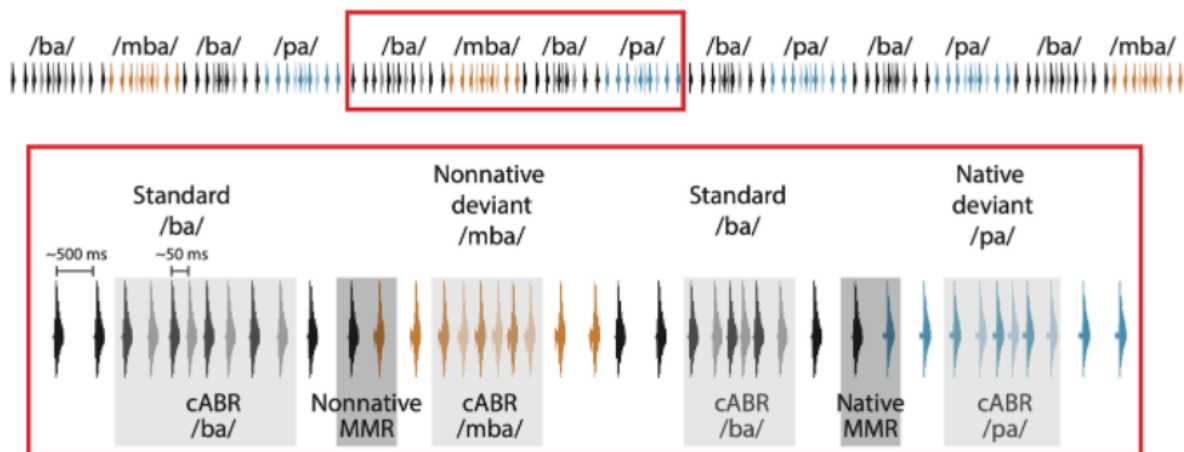 /ba/ /mba/ /ba/ /pa/ /ba/ /mba/ /ba/ /pa/ /ba/ /pa/ /ba/ /pa/ /ba/ /mba/
Standard
/ba/
Nonnative
deviant
/mba/
Standard
/ba/
Native
deviant
/pa/
~500 ms
~50 ms
cABR
/ba/
Nonnative
MMR
cABR
/mba/
cABR
/ba/
Native
MMR
cABR
/pa/